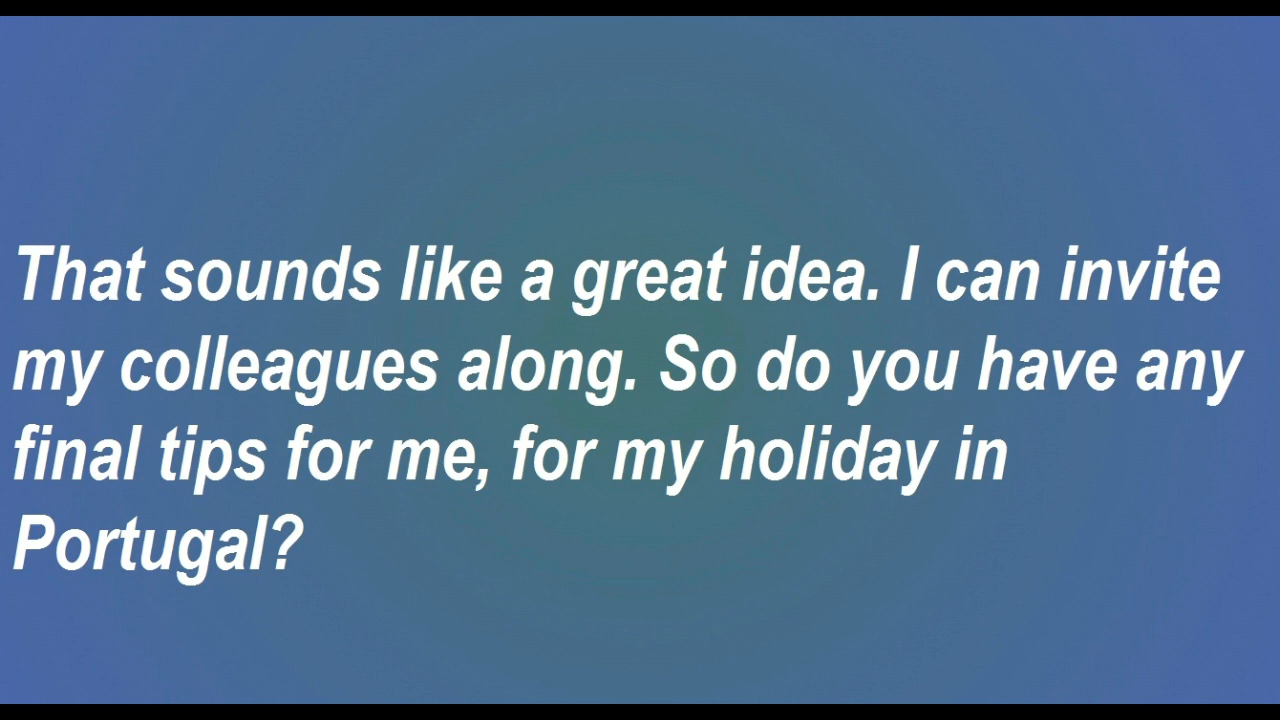 That sounds like a great idea. I can invite
my colleagues along. So do you have any
final tips for me, for my holiday in
Portugal?